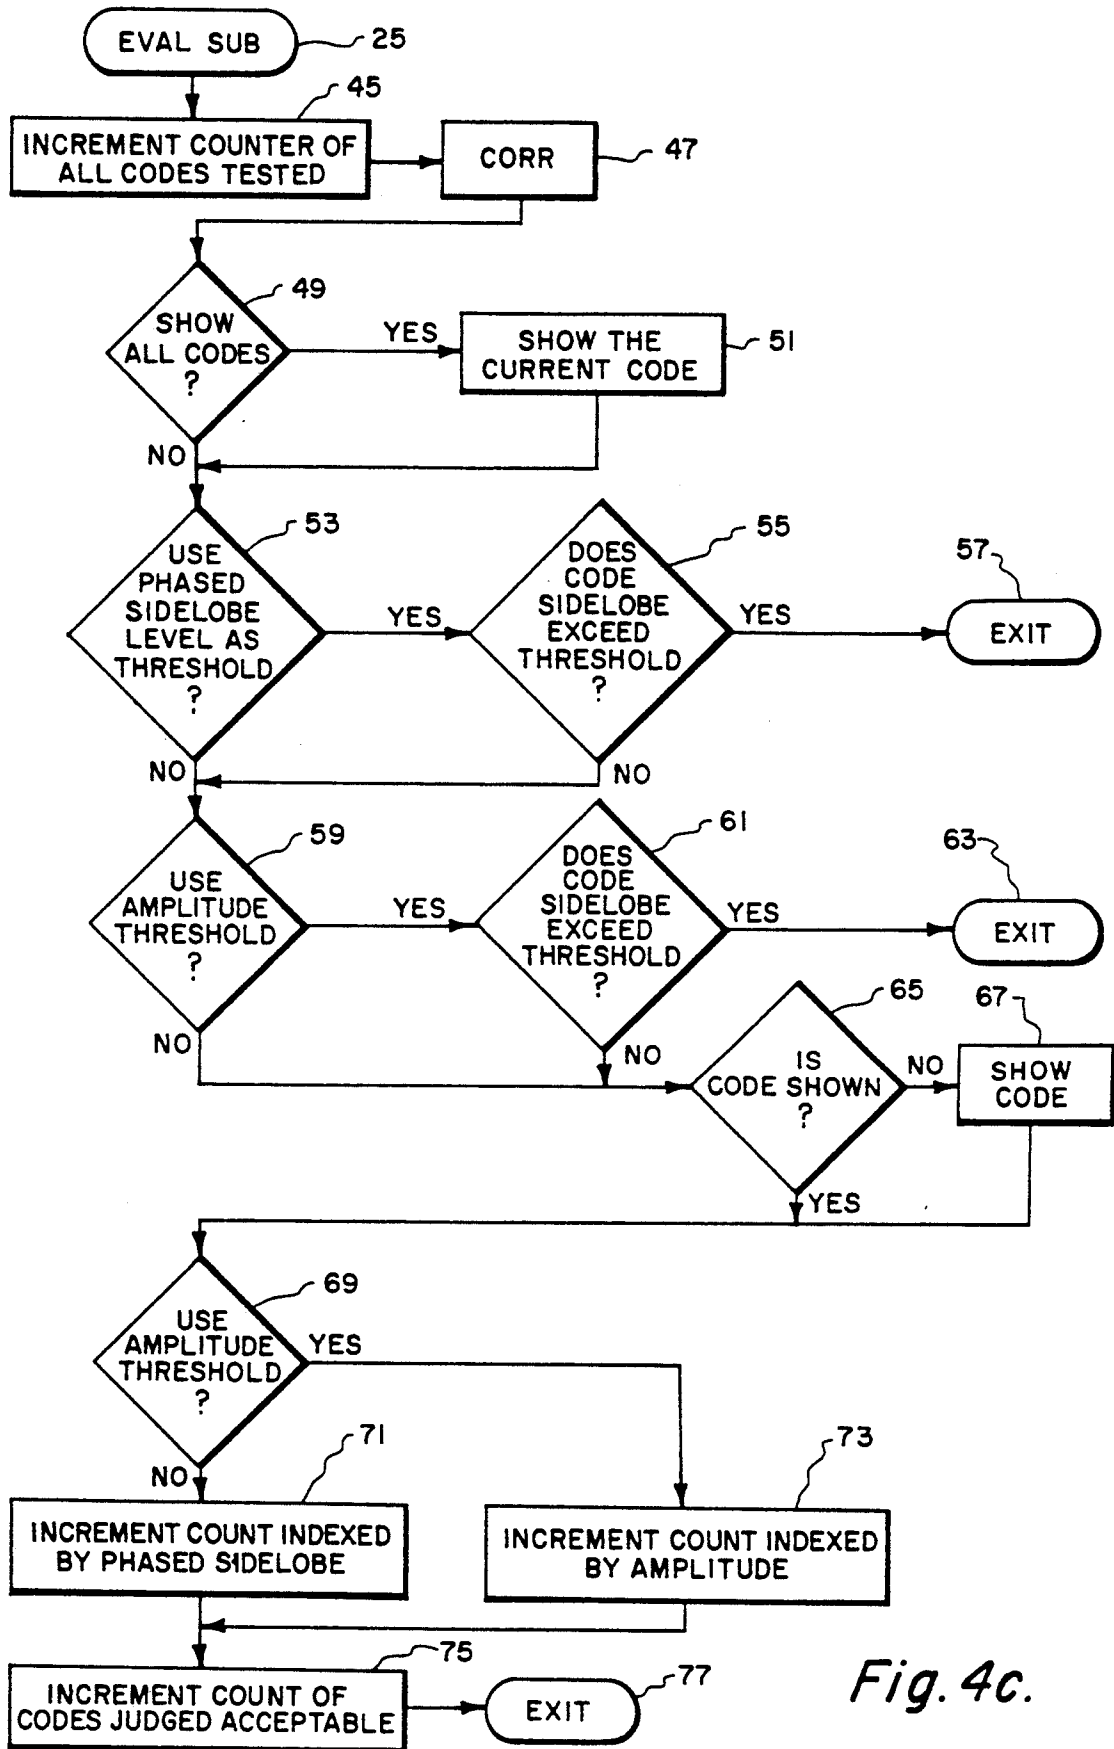 EVAL SUB
25
45
INCREMENT COUNTER OF
ALL CODES TESTED
CORR
47
49
SHOW
ALL CODES
?
YES
SHOW THE
CURRENT CODE
51
NO
53
USE
PHASED
SIDELOBE
LEVEL AS
THRESHOLD
?
YES
55
DOES
CODE
SIDELOBE
EXCEED
THRESHOLD
?
YES
57
EXIT
NO
NO
59
USE
AMPLITUDE
THRESHOLD
?
YES
61
DOES
CODE
SIDELOBE
EXCEED
THRESHOLD
?
YES
63
EXIT
NO
NO
65
IS
CODE SHOWN
?
NO
67
SHOW
CODE
YES
69
USE
AMPLITUDE
THRESHOLD
?
YES
NO
71
INCREMENT COUNT INDEXED
BY PHASED SIDELOBE
73
INCREMENT COUNT INDEXED
BY AMPLITUDE
75
INCREMENT COUNT OF
CODES JUDGED ACCEPTABLE
EXIT
77
Fig. 4c.